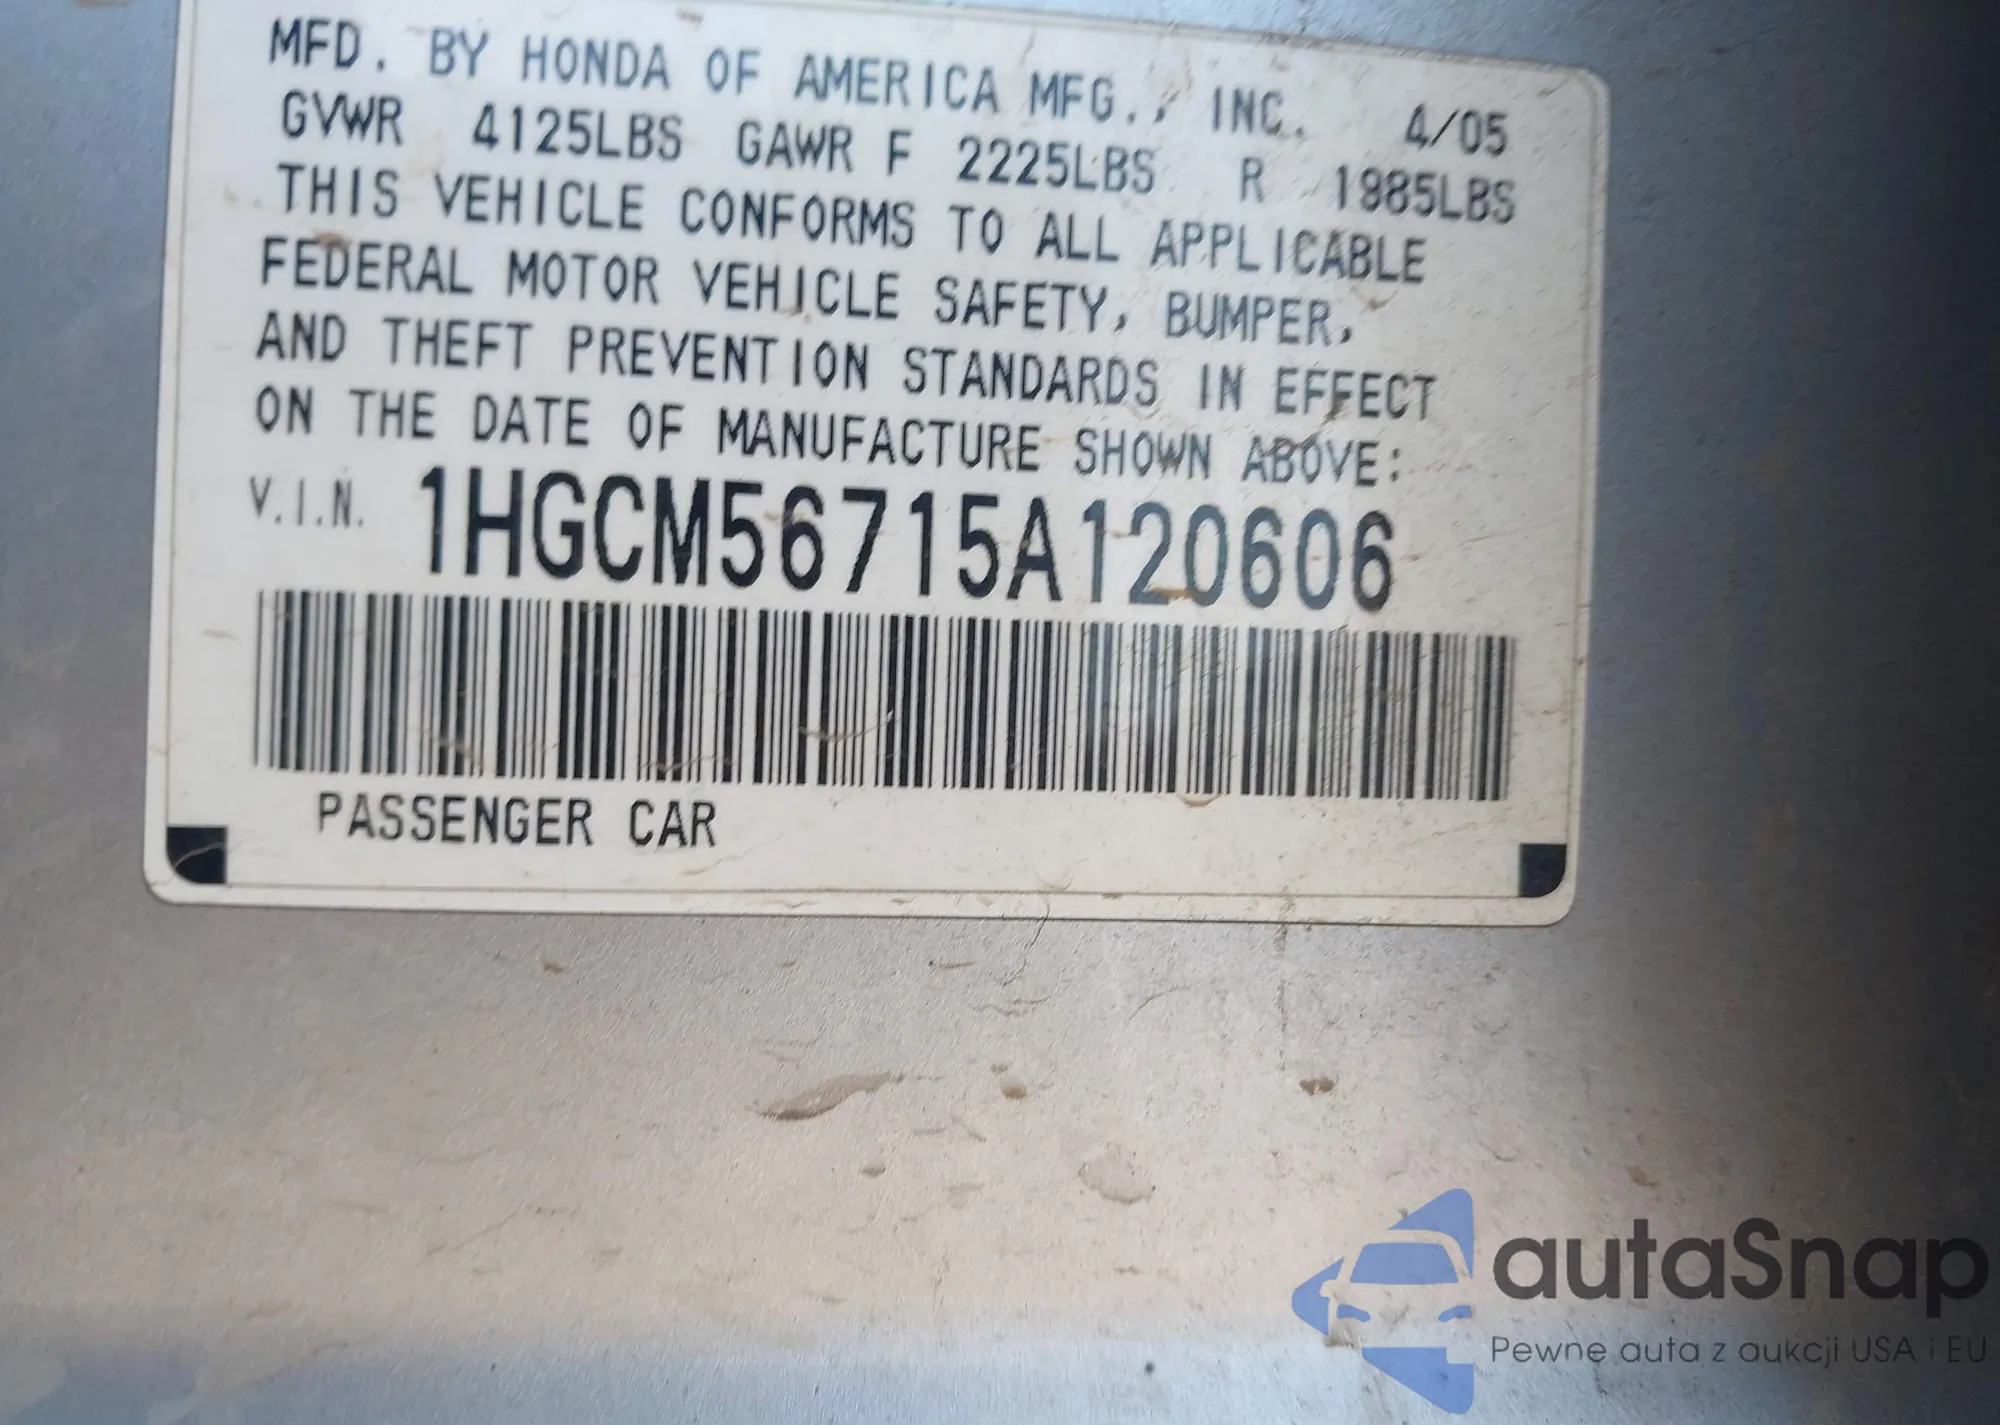 MFD. BY HONDA OF AMERICA MFG., INC. 4/05
GVWR 4125LBS GAWR F 2225LBS R 1985LBS
THIS VEHICLE CONFORMS TO ALL APPLICABLE
FEDERAL MOTOR VEHICLE SAFETY, BUMPER,
AND THEFT PREVENTION STANDARDS IN EFFECT
ON THE DATE OF MANUFACTURE SHOWN ABOVE:
V.I.N. 1HGCM56715A120606
PASSENGER CAR
autaSnap
Pewne auta z aukcji USA i EU